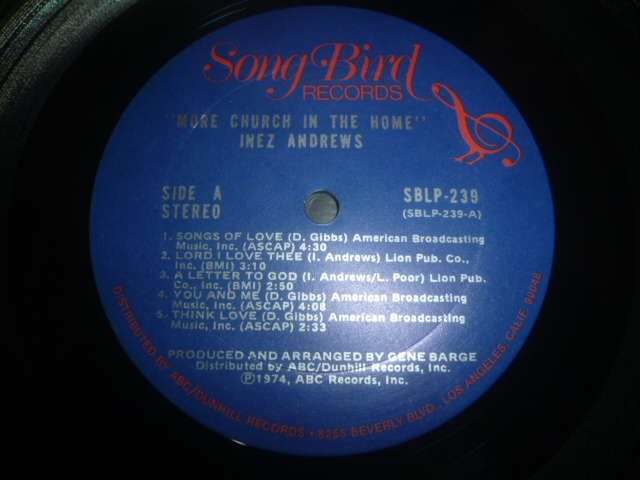 Song Bird
RECORDS
"MORE CHURCH IN THE HOME"
INEZ ANDREWS
SIDE A
STEREO
SBLP-239
(SBLP-239-A)
1. SONGS OF LOVE (D. Gibbs) American Broadcasting
Music, Inc. (ASCAP) 4:30
2. LORD I LOVE THEE (I. Andrews) Lion Pub. Co.,
Inc. (BMI) 3:10
3. A LETTER TO GOD (I. Andrews/L. Poor) Lion Pub.
Co., Inc. (BMI) 2:50
4. YOU AND ME (D. Gibbs) American Broadcasting
Music, Inc. (ASCAP) 4:08
5. THINK LOVE (D. Gibbs) American Broadcasting
Music, Inc. (ASCAP) 2:33
PRODUCED AND ARRANGED BY GENE BARGE
Distributed by ABC/Dunhill Records, Inc.
℗1974, ABC Records, Inc.
DISTRIBUTED BY ABC/DUNHILL RECORDS • 8255 BEVERLY BLVD., LOS ANGELES, CALIF. 90048